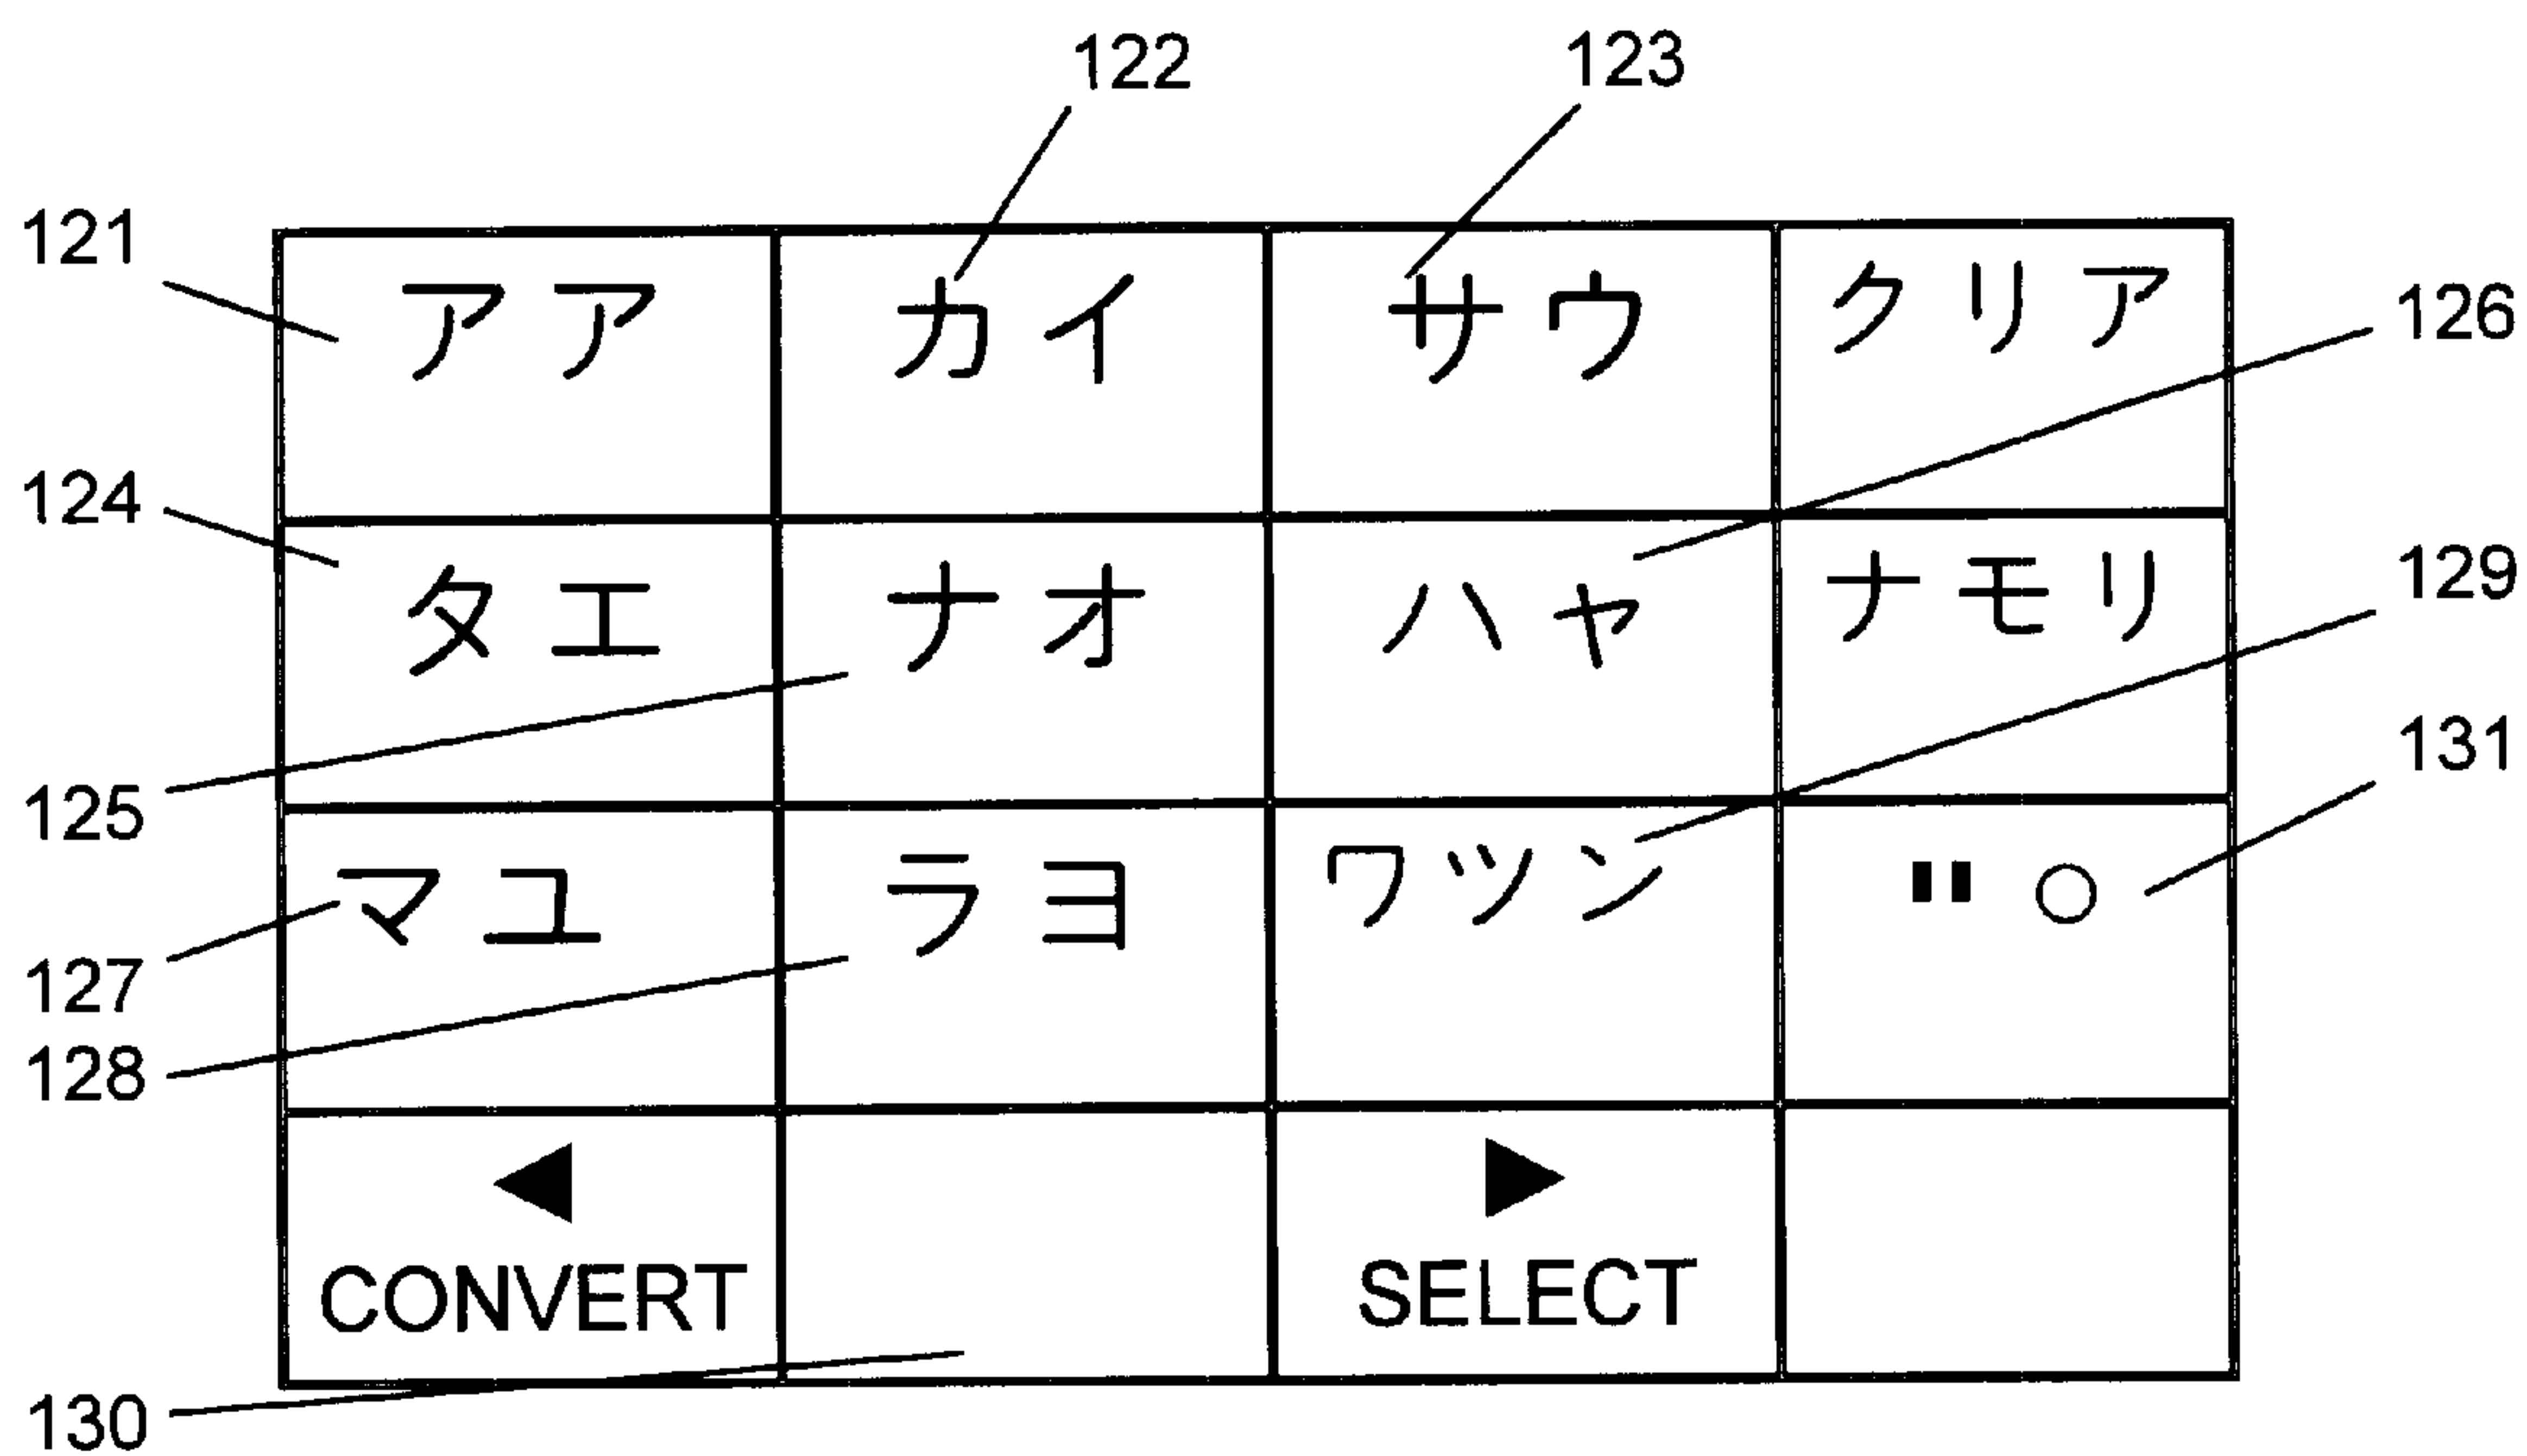 122 123
121 アア カイ サウ クリア 126
124 タエ ナオ ハヤ ナモリ 129
125 131
127 マユ ラヨ ワツン " ○
128
◀ ▶
CONVERT SELECT
130